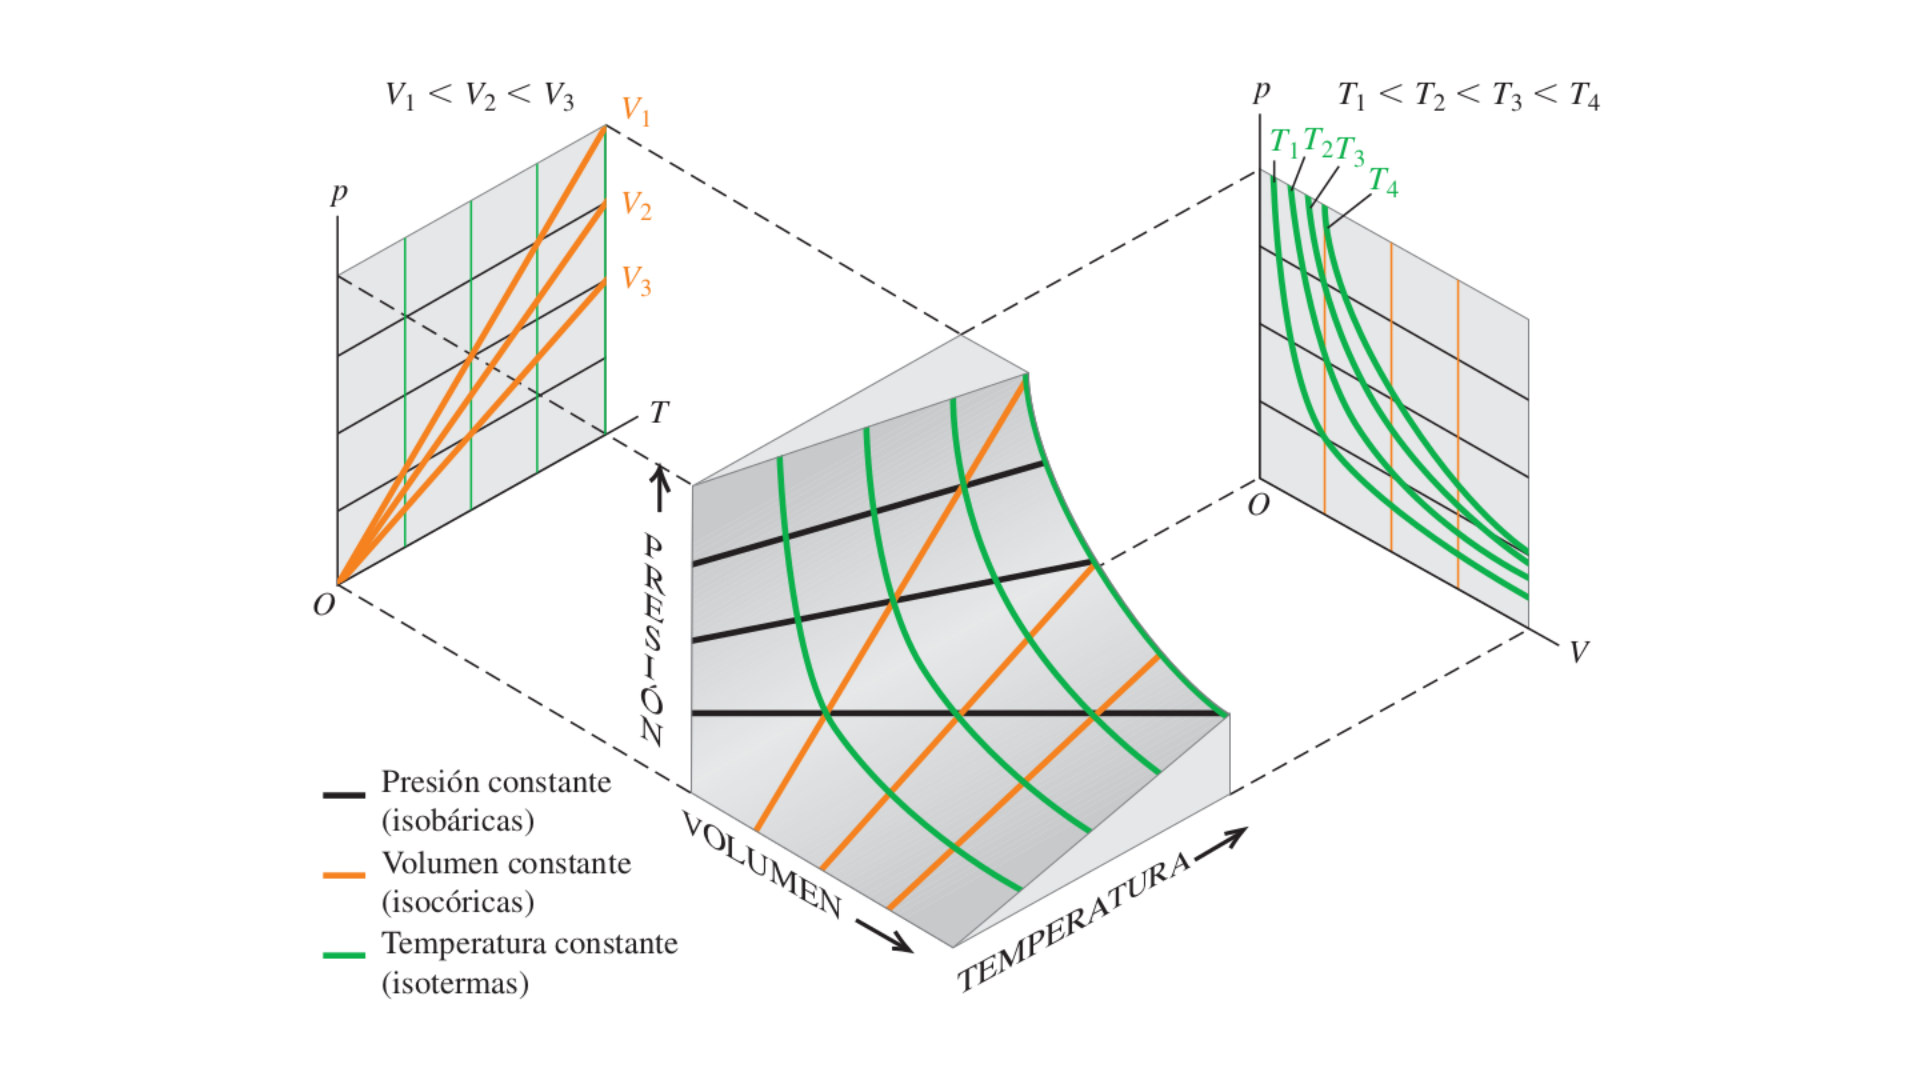 V₁ < V₂ < V₃
V₁
V₂
V₃
p
T
O
p
T₁ < T₂ < T₃ < T₄
T₁ T₂ T₃
T₄
O
V
PRESIÓN
VOLUMEN
TEMPERATURA
Presión constante
(isobáricas)
Volumen constante
(isocóricas)
Temperatura constante
(isotermas)